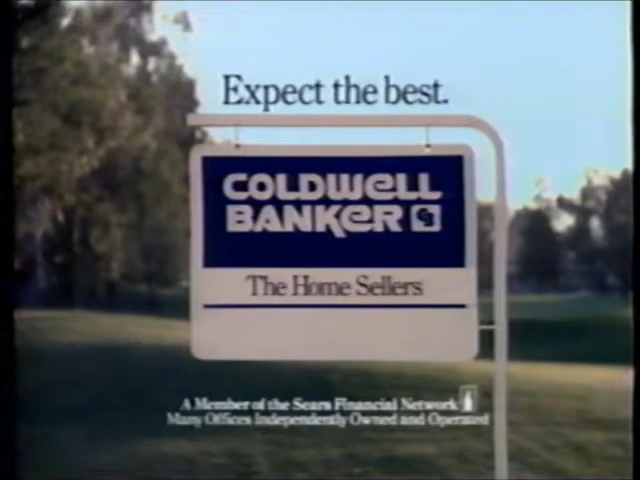 Expect the best.
COLDWELL
BANKER CB
The Home Sellers
A Member of the Sears Financial Network
Many Offices Independently Owned and Operated